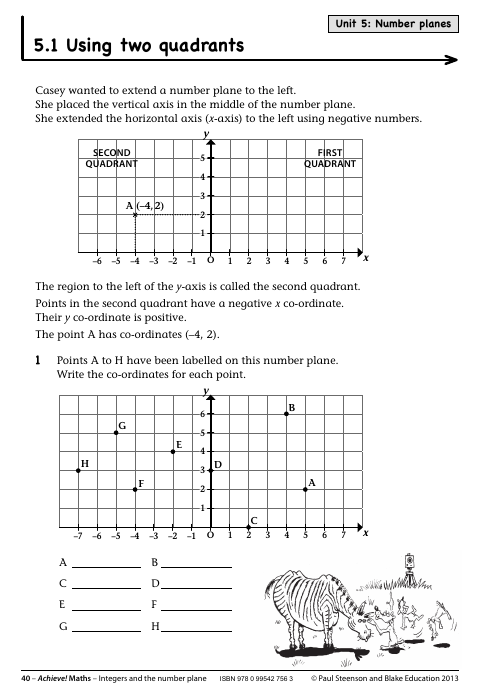 Unit 5: Number planes
5.1 Using two quadrants
Casey wanted to extend a number plane to the left.
She placed the vertical axis in the middle of the number plane.
She extended the horizontal axis (x-axis) to the left using negative numbers.
y
SECOND QUADRANT
FIRST QUADRANT
5
4
3
A (–4, 2)
2
1
–6 –5 –4 –3 –2 –1 O 1 2 3 4 5 6 7 x
The region to the left of the y-axis is called the second quadrant.
Points in the second quadrant have a negative x co-ordinate.
Their y co-ordinate is positive.
The point A has co-ordinates (–4, 2).
1 Points A to H have been labelled on this number plane.
Write the co-ordinates for each point.
y
6 B
G 5
E
4
H 3 D
F 2 A
1
C
–7 –6 –5 –4 –3 –2 –1 O 1 2 3 4 5 6 7 x
A B
C D
E F
G H
40 – Achieve! Maths – Integers and the number plane ISBN 978 0 99542 756 3 © Paul Steenson and Blake Education 2013